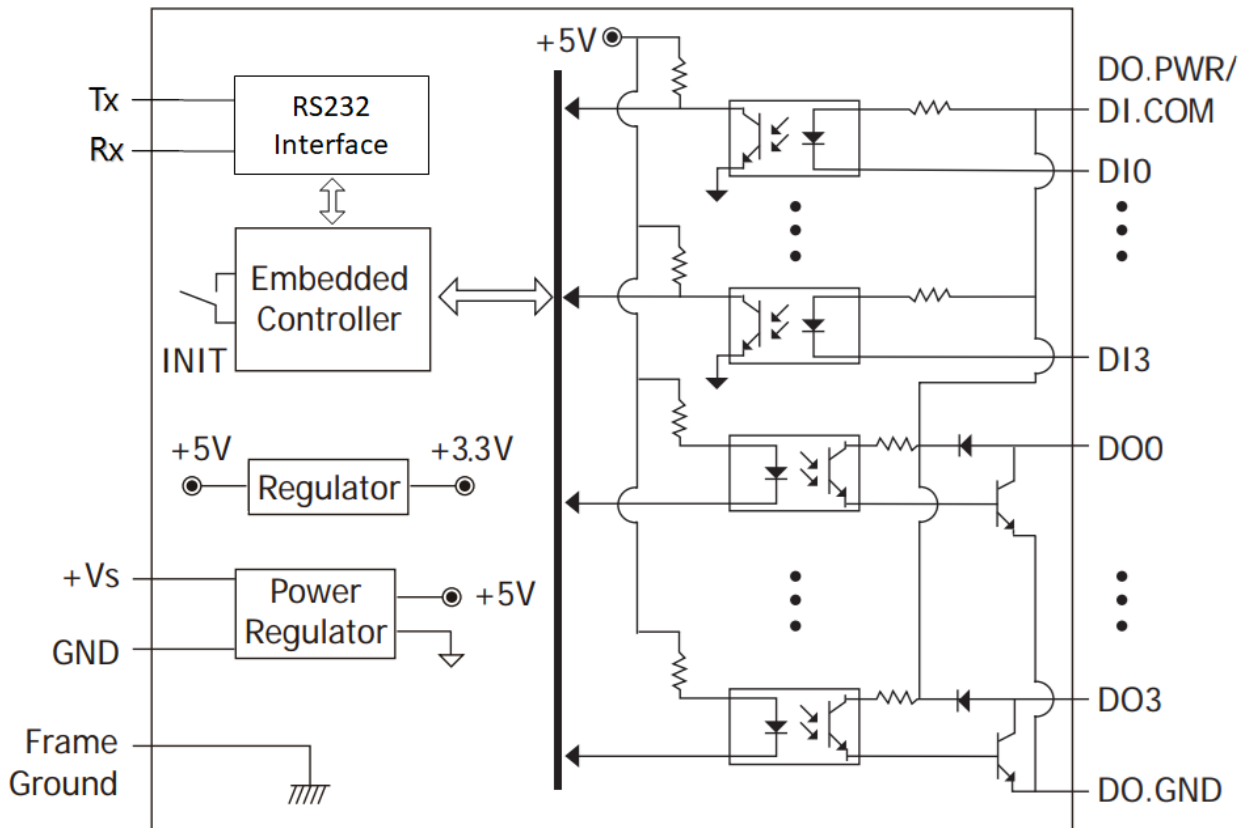 +5V
DO.PWR/
DI.COM
Tx
RS232
Interface
Rx
DI0
Embedded
Controller
INIT
DI3
+5V
+3.3V
Regulator
DO0
+Vs
Power
Regulator
+5V
GND
DO3
Frame
Ground
DO.GND